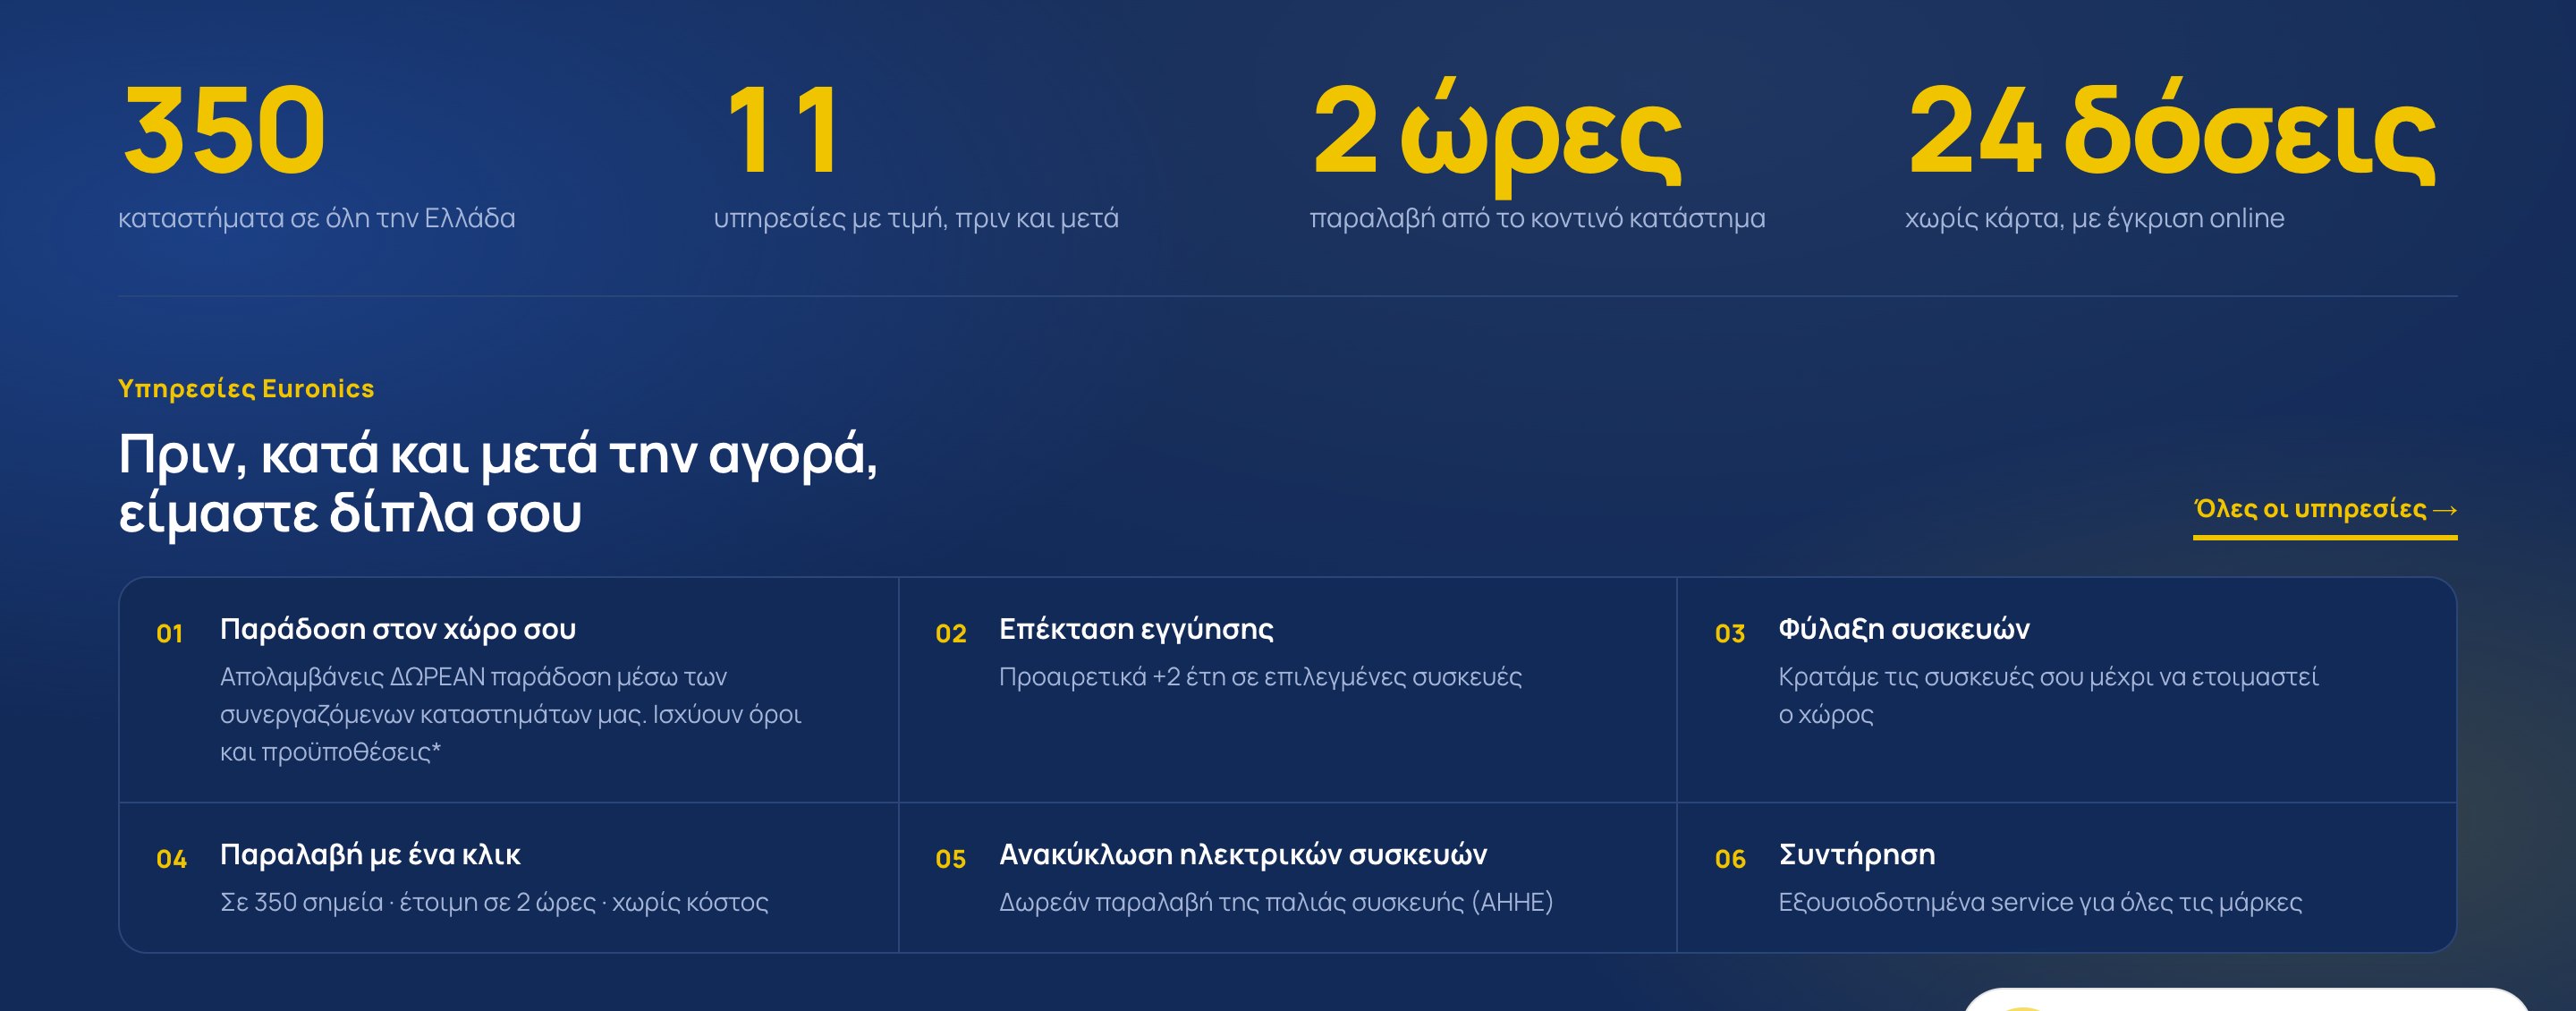 350
11
2 ώρες
24 δόσεις
καταστήματα σε όλη την Ελλάδα
υπηρεσίες με τιμή, πριν και μετά
παραλαβή από το κοντινό κατάστημα
χωρίς κάρτα, με έγκριση online
Υπηρεσίες Euronics
Πριν, κατά και μετά την αγορά,
είμαστε δίπλα σου
Όλες οι υπηρεσίες →
01 Παράδοση στον χώρο σου
Απολαμβάνεις ΔΩΡΕΑΝ παράδοση μέσω των
συνεργαζόμενων καταστημάτων μας. Ισχύουν όροι
και προϋποθέσεις*
02 Επέκταση εγγύησης
Προαιρετικά +2 έτη σε επιλεγμένες συσκευές
03 Φύλαξη συσκευών
Κρατάμε τις συσκευές σου μέχρι να ετοιμαστεί
ο χώρος
04 Παραλαβή με ένα κλικ
Σε 350 σημεία · έτοιμη σε 2 ώρες · χωρίς κόστος
05 Ανακύκλωση ηλεκτρικών συσκευών
Δωρεάν παραλαβή της παλιάς συσκευής (ΑΗΗΕ)
06 Συντήρηση
Εξουσιοδοτημένα service για όλες τις μάρκες